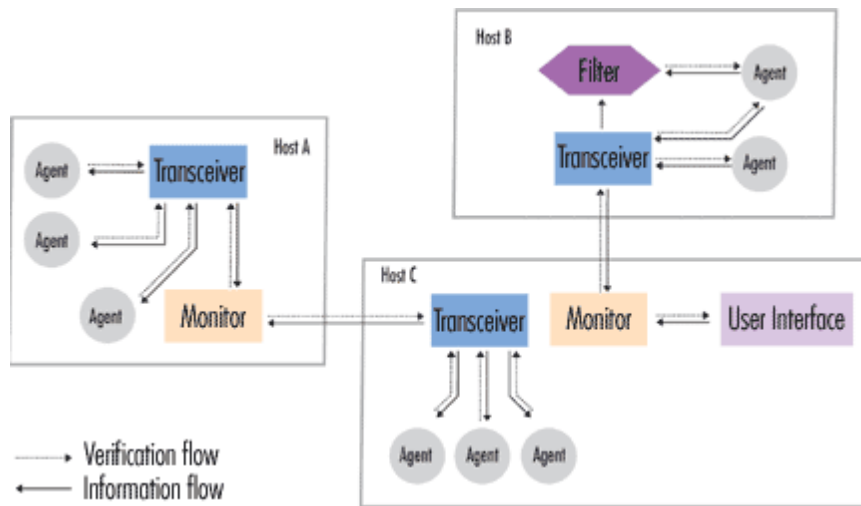 Host B
Filter
Agent
Transceiver
Agent
Host A
Agent
Transceiver
Agent
Agent
Monitor
Host C
Transceiver
Monitor
User Interface
Agent
Agent
Agent
Verification flow
Information flow